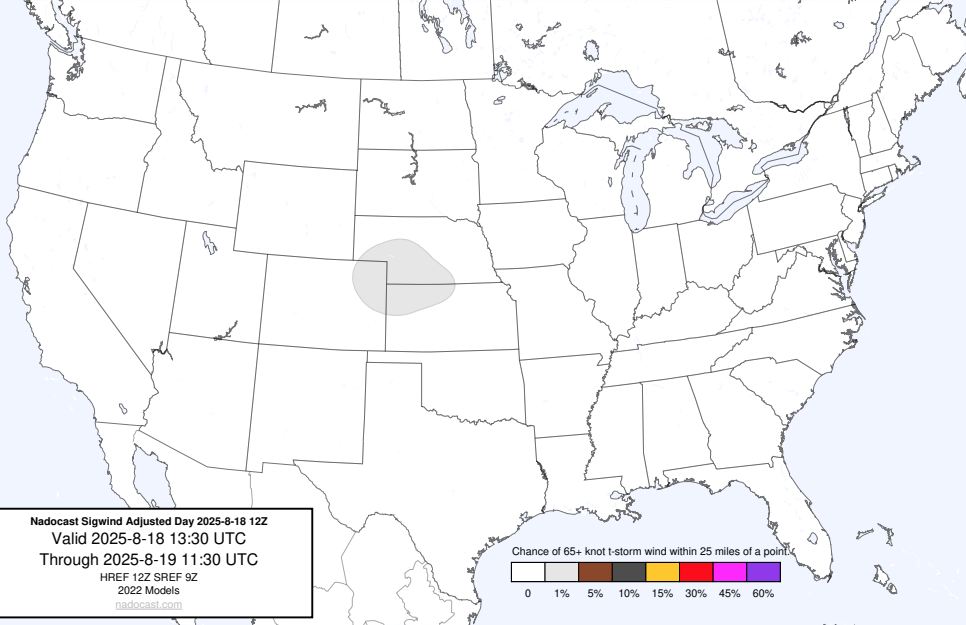 Nadocast Sigwind Adjusted Day 2025-8-18 12Z
Valid 2025-8-18 13:30 UTC
Through 2025-8-19 11:30 UTC
HREF 12Z SREF 9Z
2022 Models
nadocast.com
Chance of 65+ knot t-storm wind within 25 miles of a point.
0 1% 5% 10% 15% 30% 45% 60%